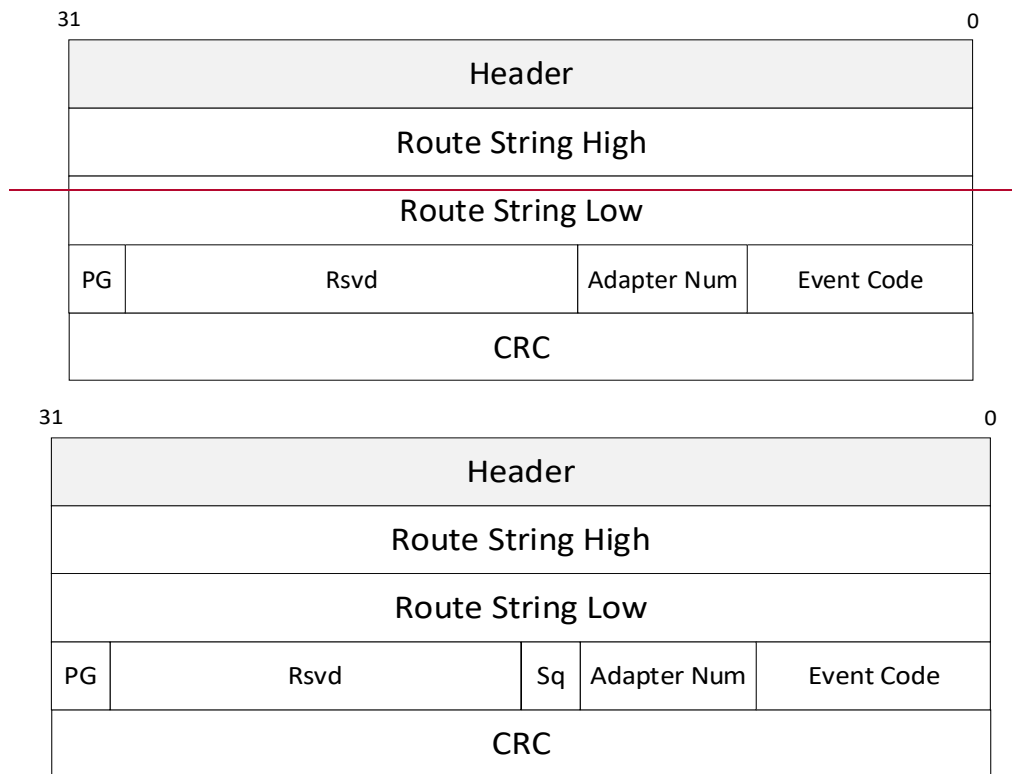 31 0
Header
Route String High
Route String Low
PG Rsvd Adapter Num Event Code
CRC
31 0
Header
Route String High
Route String Low
PG Rsvd Sq Adapter Num Event Code
CRC